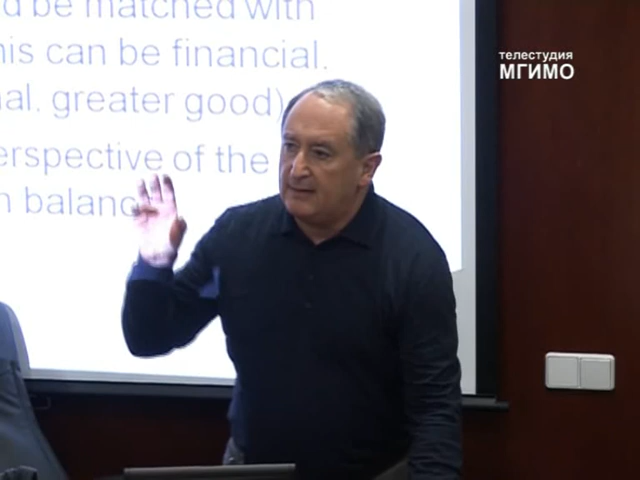 d be matched with
his can be financial.
nal. greater good)
erspective of the
n balanc
телестудия
МГИМО